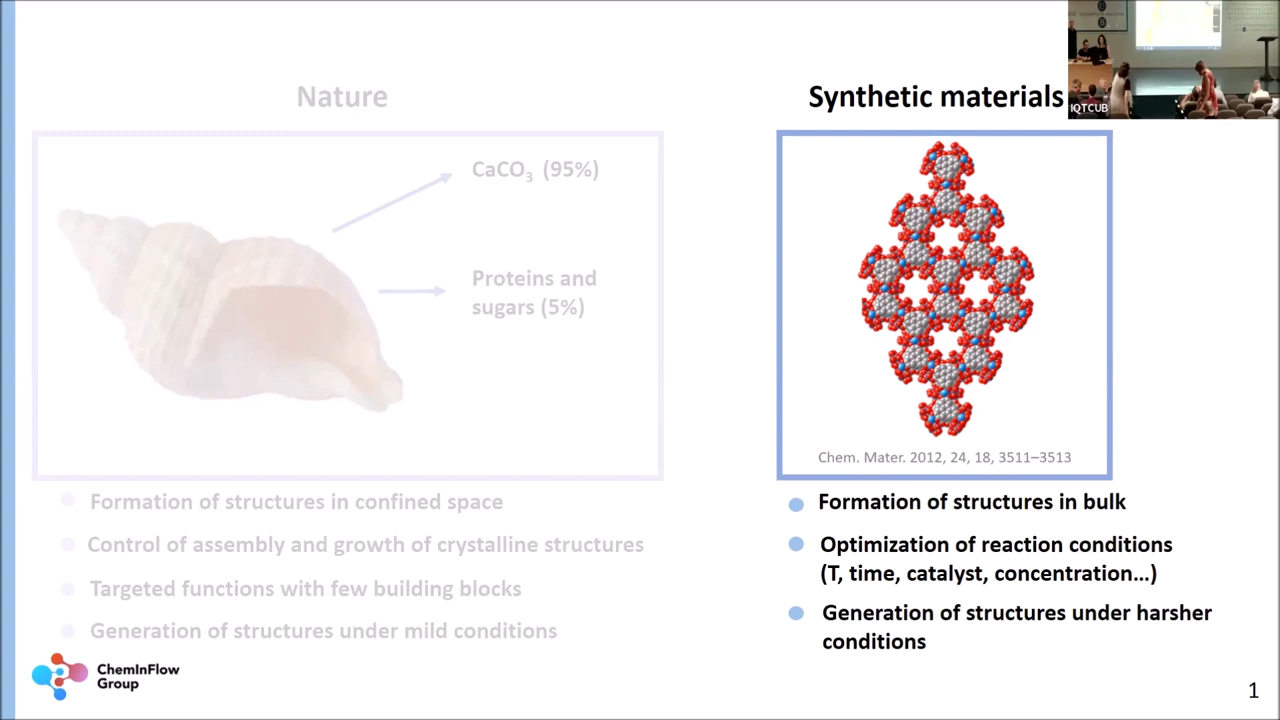 Nature
CaCO3 (95%)
Proteins and
sugars (5%)
Formation of structures in confined space
Control of assembly and growth of crystalline structures
Targeted functions with few building blocks
Generation of structures under mild conditions
Synthetic materials
Chem. Mater. 2012, 24, 18, 3511–3513
Formation of structures in bulk
Optimization of reaction conditions
(T, time, catalyst, concentration...)
Generation of structures under harsher
conditions
IQTCUB
ChemInFlow
Group
1